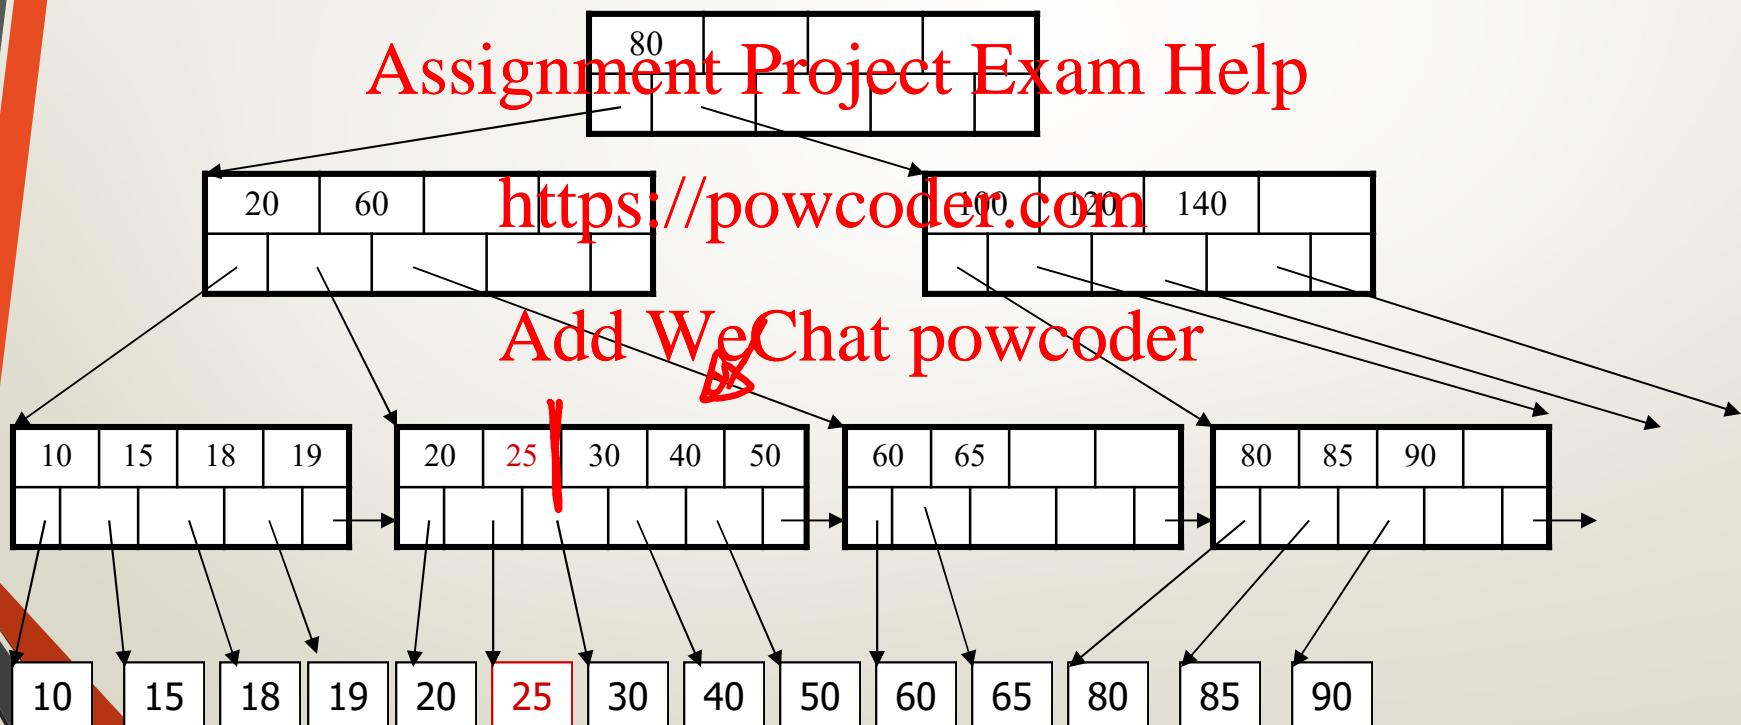 80
Assignment Project Exam Help
20 60
100 120 140
https://powcoder.com
Add WeChat powcoder
10 15 18 19
20 25 30 40 50
60 65
80 85 90
10 15 18 19 20 25 30 40 50 60 65 80 85 90